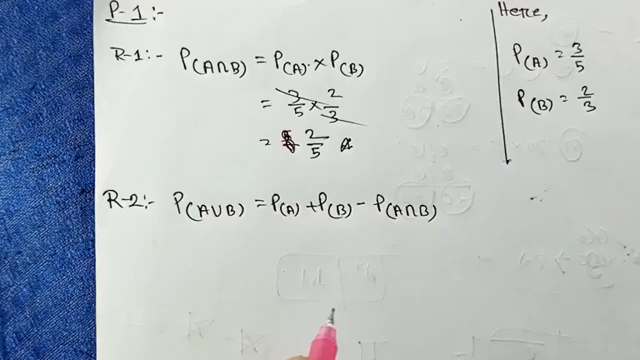 P-1:-
R-1:- P(A∩B) = P(A) × P(B)
= 3/5 × 2/3
= 2/5
R-2:- P(A∪B) = P(A) + P(B) - P(A∩B)
Here,
P(A) = 3/5
P(B) = 2/3